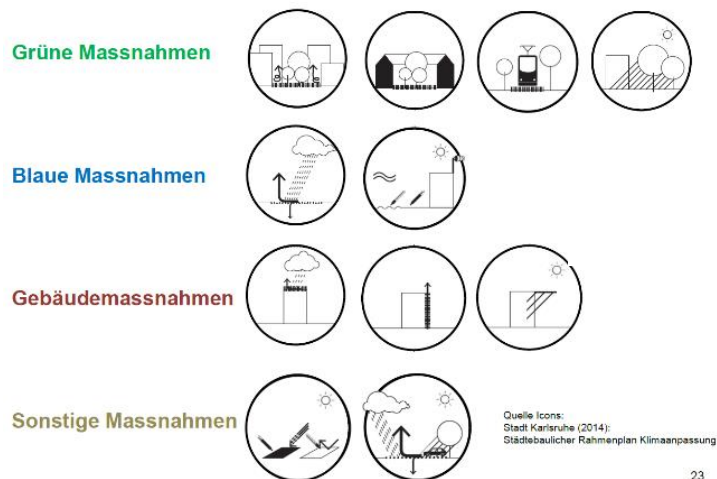 Grüne Massnahmen
Blaue Massnahmen
Gebäudemassnahmen
Sonstige Massnahmen
Quelle Icons:
Stadt Karlsruhe (2014):
Städtebaulicher Rahmenplan Klimaanpassung
23